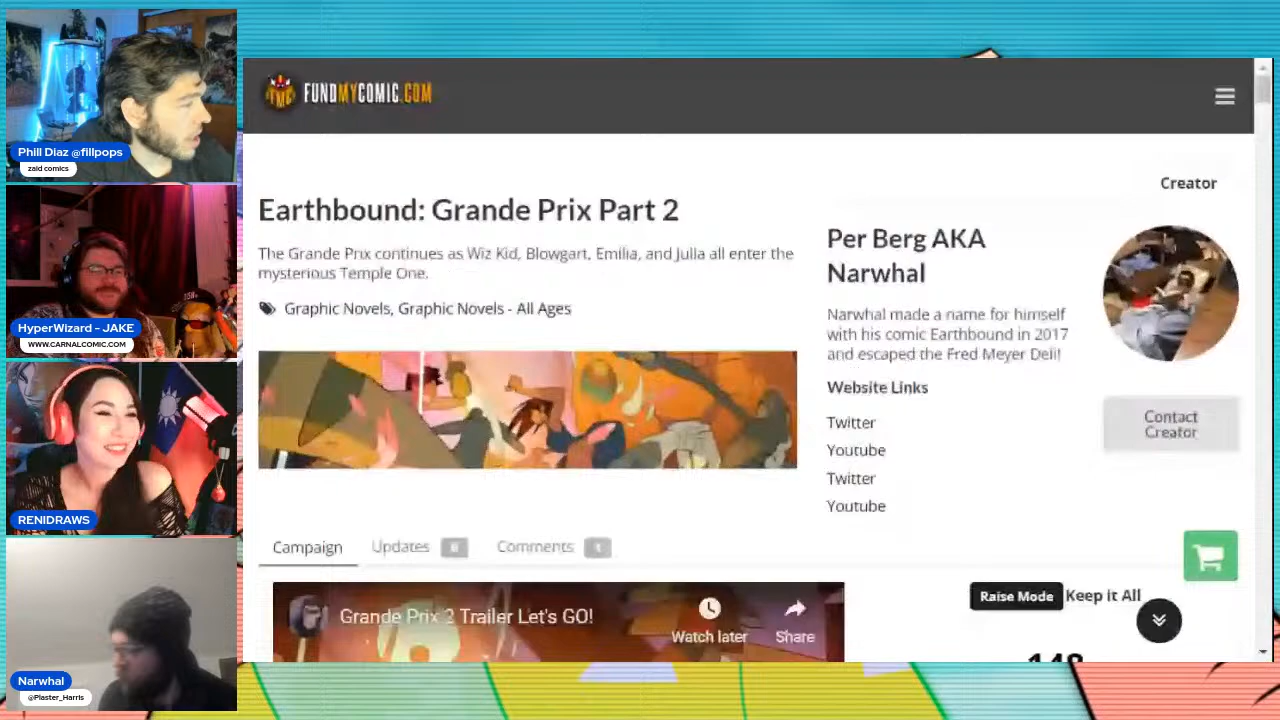 Phill Diaz @fillpops
zaid comics
HyperWizard - JAKE
WWW.CARNALCOMIC.COM
RENIDRAWS
Narwhal
@Plaster_Harris
FMC FUNDMYCOMIC.COM
Earthbound: Grande Prix Part 2
The Grande Prix continues as Wiz Kid, Blowgart, Emilia, and Julia all enter the
mysterious Temple One.
Graphic Novels, Graphic Novels - All Ages
Creator
Per Berg AKA
Narwhal
Narwhal made a name for himself
with his comic Earthbound in 2017
and escaped the Fred Meyer Deli!
Website Links
Twitter
Youtube
Twitter
Youtube
Contact
Creator
Campaign Updates Comments
Grande Prix 2 Trailer Let's GO!
Watch later Share
Raise Mode Keep it All
148